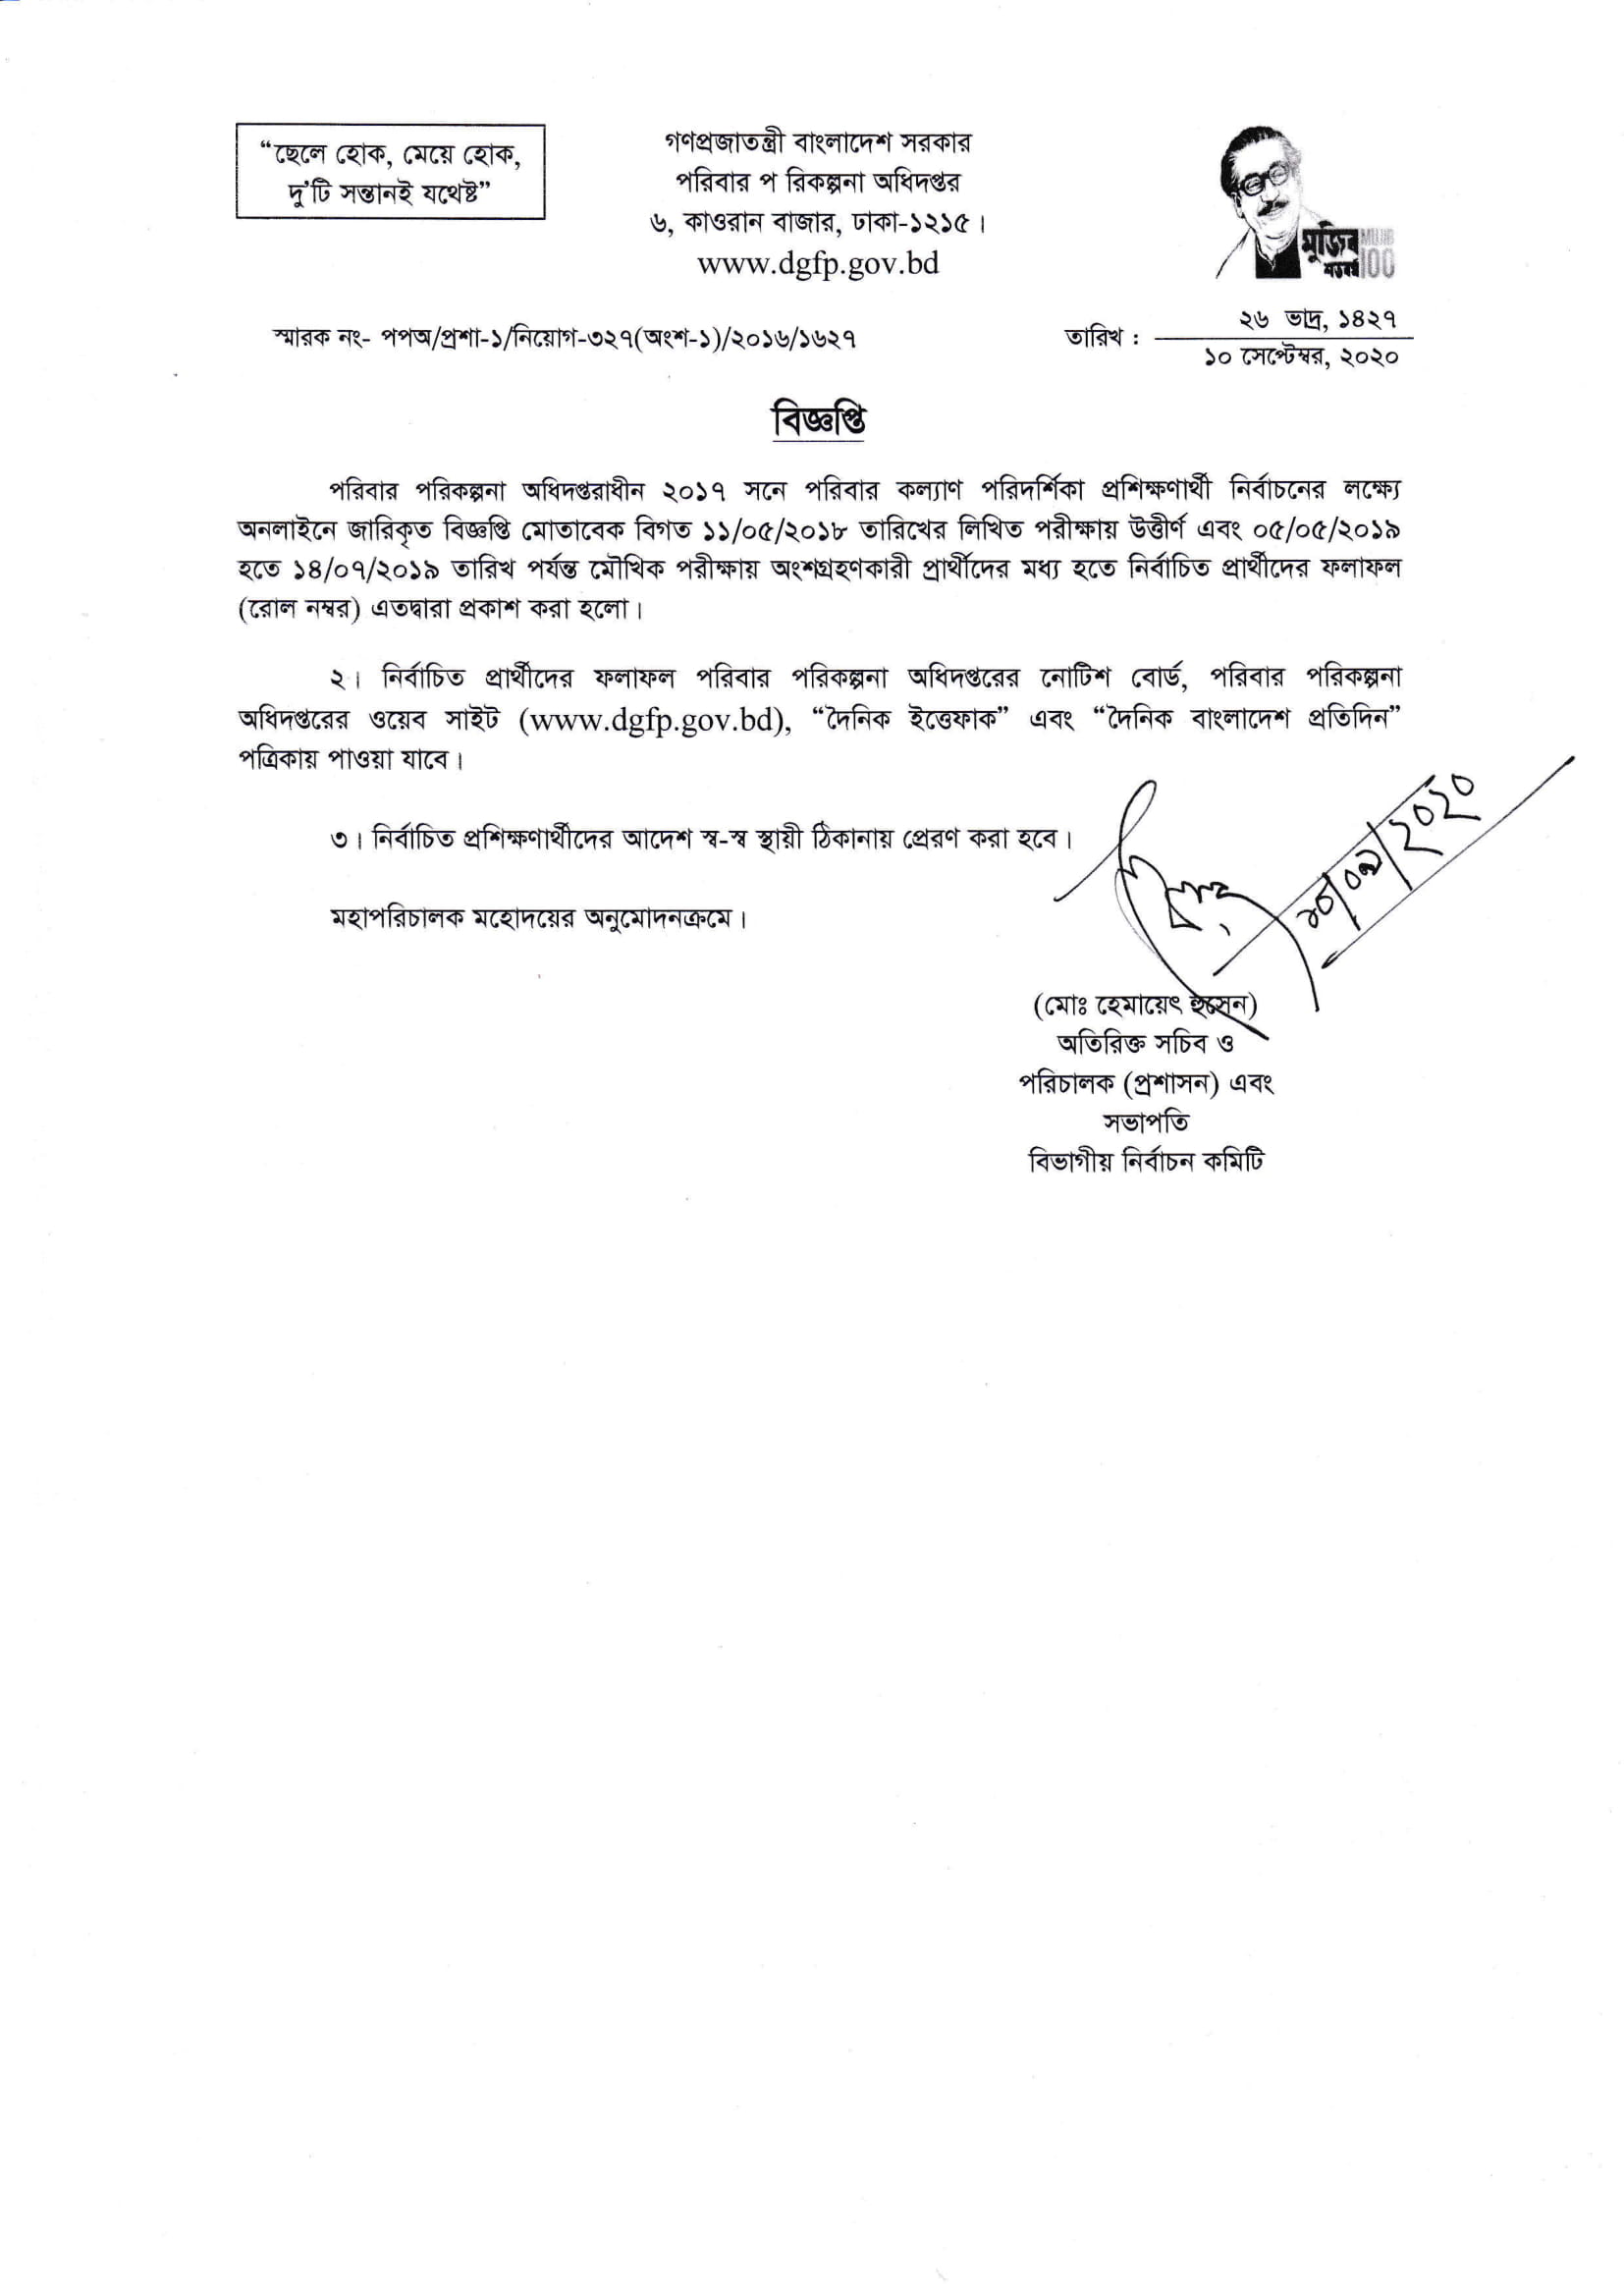 “ছেলে হোক, মেয়ে হোক,
দু’টি সন্তানই যথেষ্ট”
গণপ্রজাতন্ত্রী বাংলাদেশ সরকার
পরিবার প রিকল্পনা অধিদপ্তর
৬, কাওরান বাজার, ঢাকা-১২১৫।
www.dgfp.gov.bd
মুজিব MUJIB
শতবর্ষ 100
স্মারক নং- পপঅ/প্রশা-১/নিয়োগ-৩২৭(অংশ-১)/২০১৬/১৬২৭
তারিখ :
২৬ ভাদ্র, ১৪২৭
১০ সেপ্টেম্বর, ২০২০
বিজ্ঞপ্তি
পরিবার পরিকল্পনা অধিদপ্তরাধীন ২০১৭ সনে পরিবার কল্যাণ পরিদর্শিকা প্রশিক্ষণার্থী নির্বাচনের লক্ষ্যে
অনলাইনে জারিকৃত বিজ্ঞপ্তি মোতাবেক বিগত ১১/০৫/২০১৮ তারিখের লিখিত পরীক্ষায় উত্তীর্ণ এবং ০৫/০৫/২০১৯
হতে ১৪/০৭/২০১৯ তারিখ পর্যন্ত মৌখিক পরীক্ষায় অংশগ্রহণকারী প্রার্থীদের মধ্য হতে নির্বাচিত প্রার্থীদের ফলাফল
(রোল নম্বর) এতদ্বারা প্রকাশ করা হলো।
২। নির্বাচিত প্রার্থীদের ফলাফল পরিবার পরিকল্পনা অধিদপ্তরের নোটিশ বোর্ড, পরিবার পরিকল্পনা
অধিদপ্তরের ওয়েব সাইট (www.dgfp.gov.bd), “দৈনিক ইত্তেফাক” এবং “দৈনিক বাংলাদেশ প্রতিদিন”
পত্রিকায় পাওয়া যাবে।
৩। নির্বাচিত প্রশিক্ষণার্থীদের আদেশ স্ব-স্ব স্থায়ী ঠিকানায় প্রেরণ করা হবে।
মহাপরিচালক মহোদয়ের অনুমোদনক্রমে।
১০/০৯/২০২০
(মোঃ হেমায়েৎ হুসেন)
অতিরিক্ত সচিব ও
পরিচালক (প্রশাসন) এবং
সভাপতি
বিভাগীয় নির্বাচন কমিটি